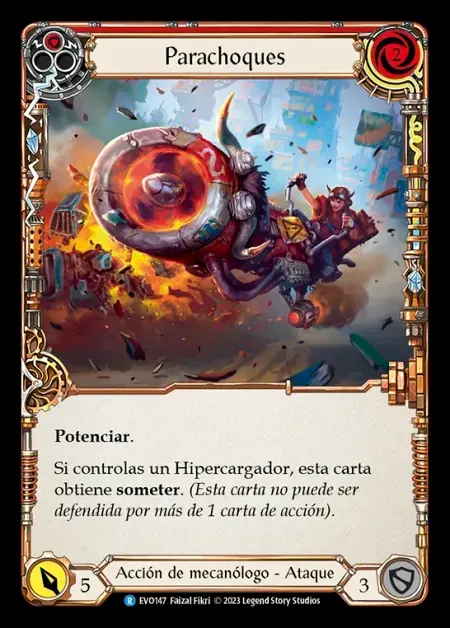 Parachoques
2
Potenciar.
Si controlas un Hipercargador, esta carta
obtiene someter. (Esta carta no puede ser
defendida por más de 1 carta de acción).
5
Acción de mecanólogo - Ataque
3
R EVO147 Faizal Fikri © 2023 Legend Story Studios